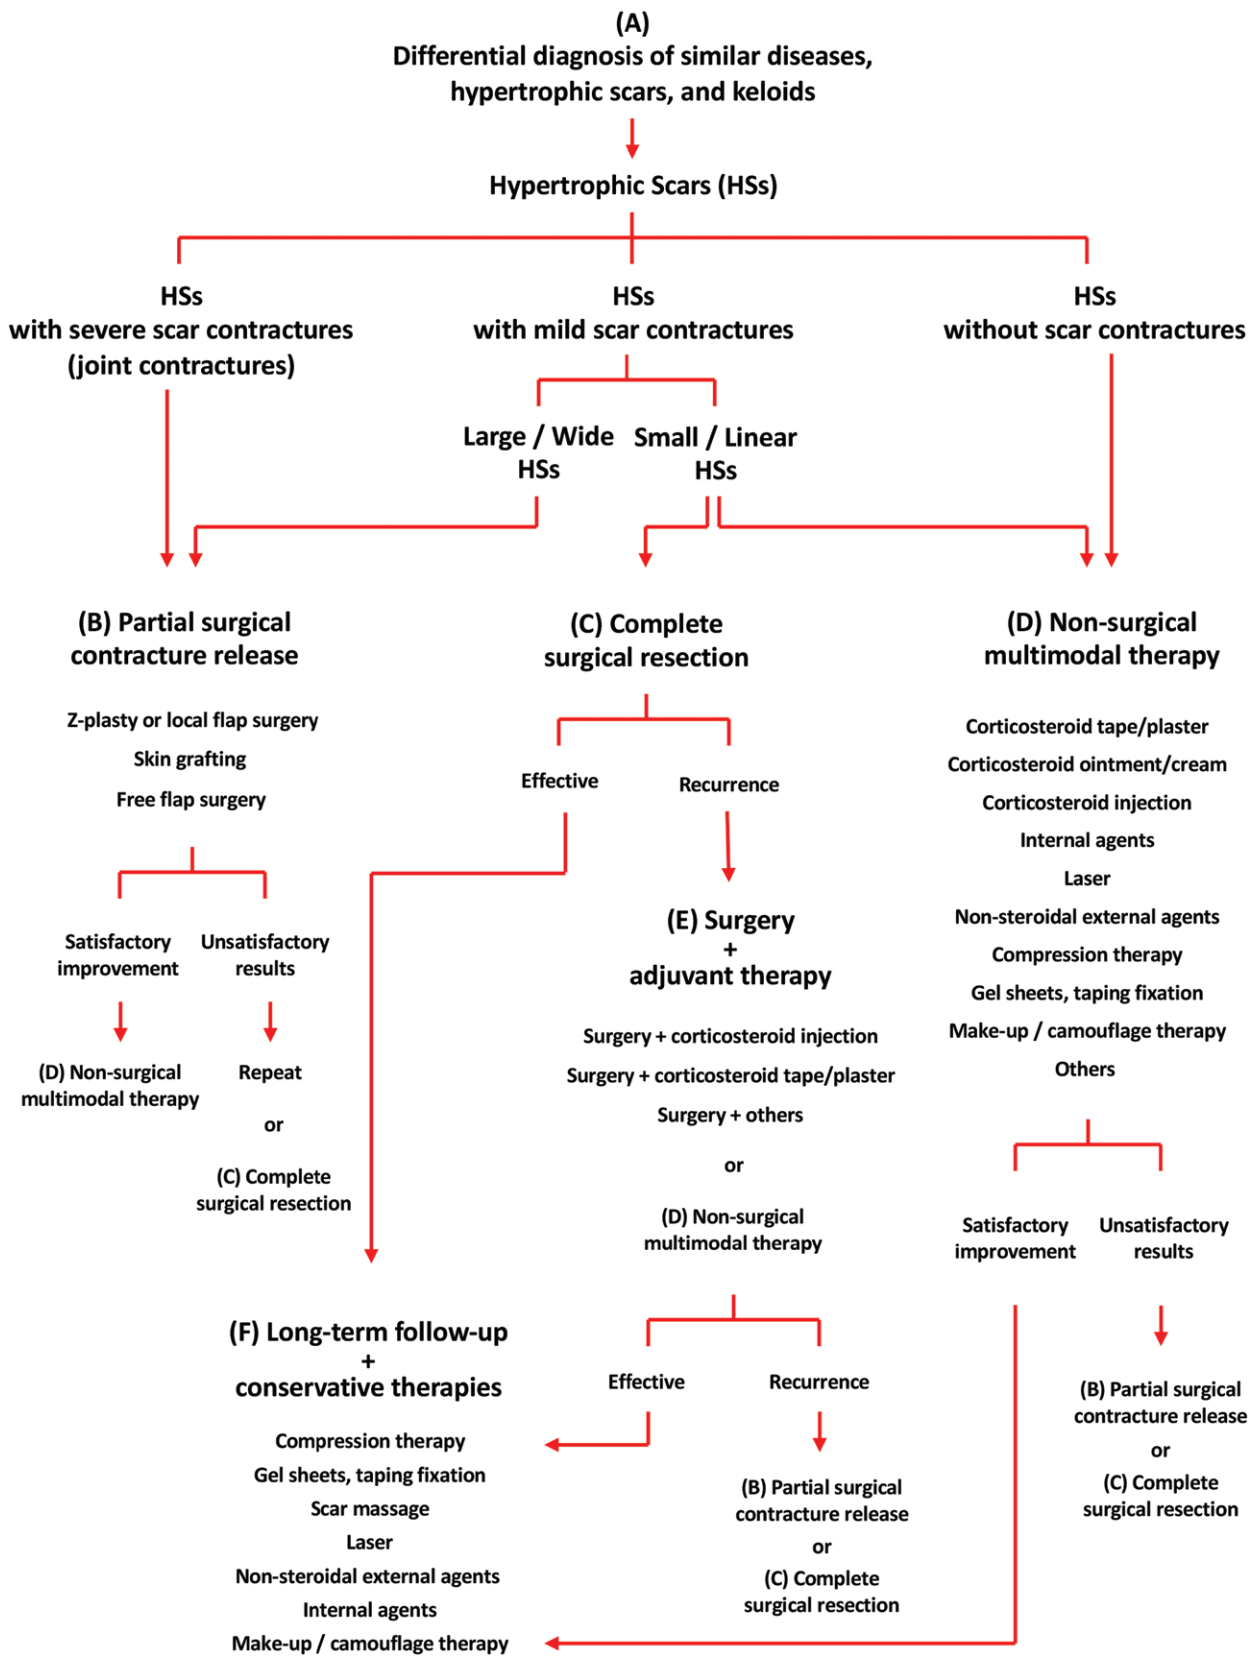 (A)
Differential diagnosis of similar diseases,
hypertrophic scars, and keloids
Hypertrophic Scars (HSs)
HSs
with severe scar contractures
(joint contractures)
HSs
with mild scar contractures
HSs
without scar contractures
Large / Wide
HSs
Small / Linear
HSs
(B) Partial surgical
contracture release
Z-plasty or local flap surgery
Skin grafting
Free flap surgery
Satisfactory
improvement
Unsatisfactory
results
(D) Non-surgical
multimodal therapy
Repeat
or
(C) Complete
surgical resection
(C) Complete
surgical resection
Effective
Recurrence
(E) Surgery
+
adjuvant therapy
Surgery + corticosteroid injection
Surgery + corticosteroid tape/plaster
Surgery + others
or
(D) Non-surgical
multimodal therapy
Effective
Recurrence
(B) Partial surgical
contracture release
or
(C) Complete
surgical resection
(D) Non-surgical
multimodal therapy
Corticosteroid tape/plaster
Corticosteroid ointment/cream
Corticosteroid injection
Internal agents
Laser
Non-steroidal external agents
Compression therapy
Gel sheets, taping fixation
Make-up / camouflage therapy
Others
Satisfactory
improvement
Unsatisfactory
results
(B) Partial surgical
contracture release
or
(C) Complete
surgical resection
(F) Long-term follow-up
+
conservative therapies
Compression therapy
Gel sheets, taping fixation
Scar massage
Laser
Non-steroidal external agents
Internal agents
Make-up / camouflage therapy